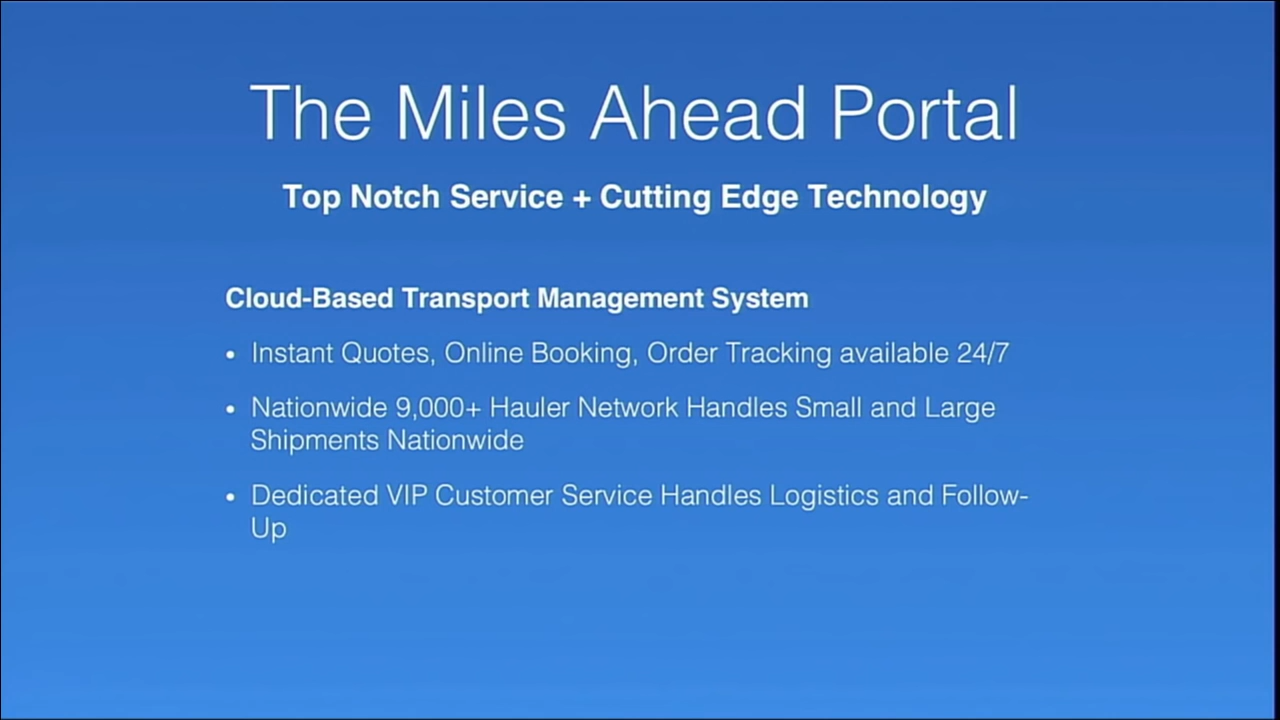 The Miles Ahead Portal
Top Notch Service + Cutting Edge Technology
Cloud-Based Transport Management System
• Instant Quotes, Online Booking, Order Tracking available 24/7
• Nationwide 9,000+ Hauler Network Handles Small and Large
Shipments Nationwide
• Dedicated VIP Customer Service Handles Logistics and Follow-
Up